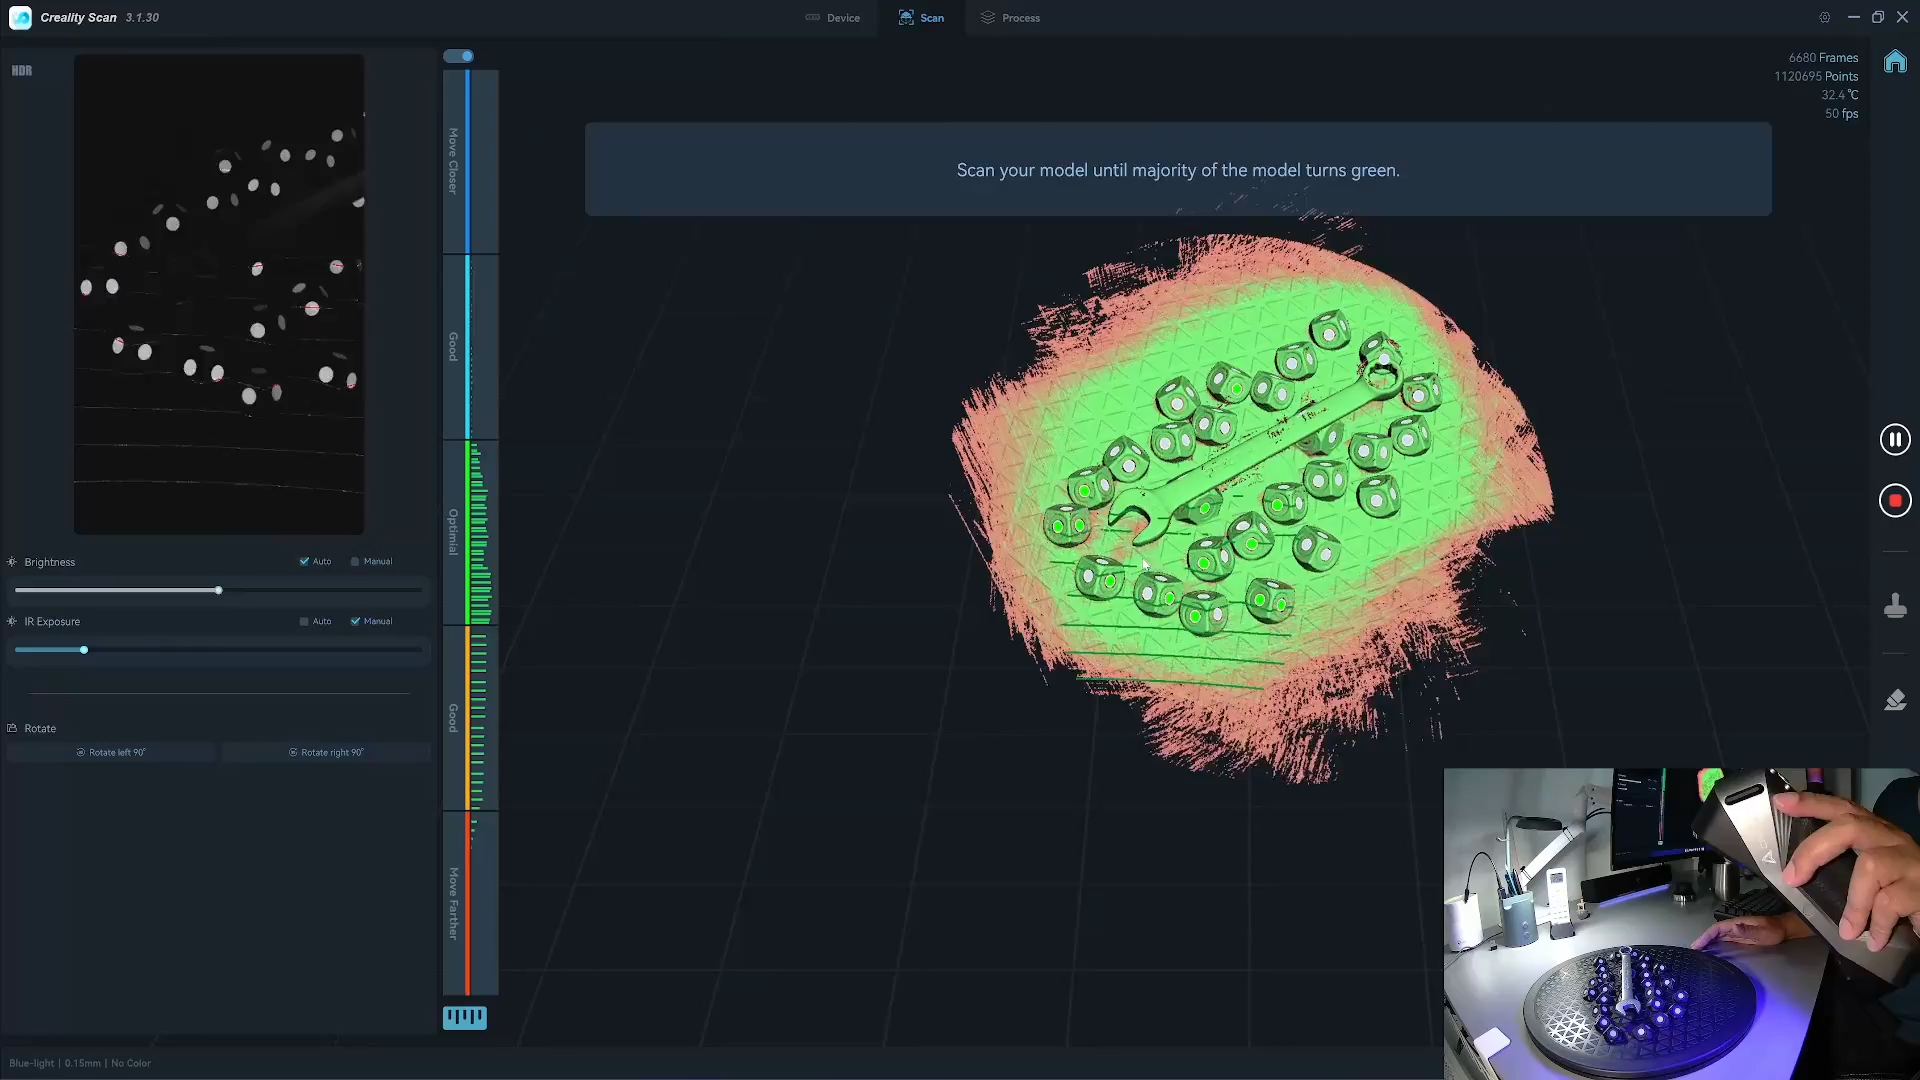 Creality Scan 3.1.30
Device
Scan
Process
HDR
6680 Frames
1120695 Points
32.4 ℃
50 fps
Scan your model until majority of the model turns green.
Move Closer
Good
Optimial
Good
Move Farther
Brightness
Auto
Manual
IR Exposure
Auto
Manual
Rotate
Rotate left 90°
Rotate right 90°
Blue-light | 0.15mm | No Color